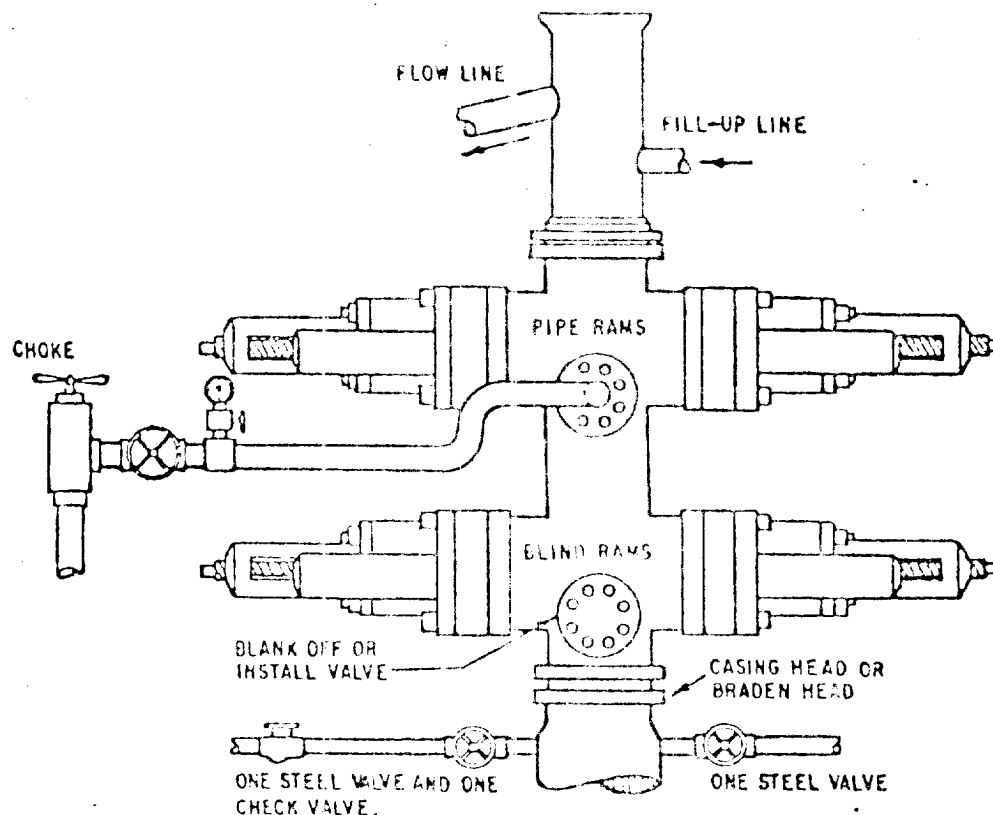 FLOW LINE
FILL-UP LINE
PIPE RAMS
CHOKE
BLIND RAMS
BLANK OFF OR
INSTALL VALVE
CASING HEAD OR
BRADEN HEAD
ONE STEEL VALVE AND ONE
CHECK VALVE.
ONE STEEL VALVE